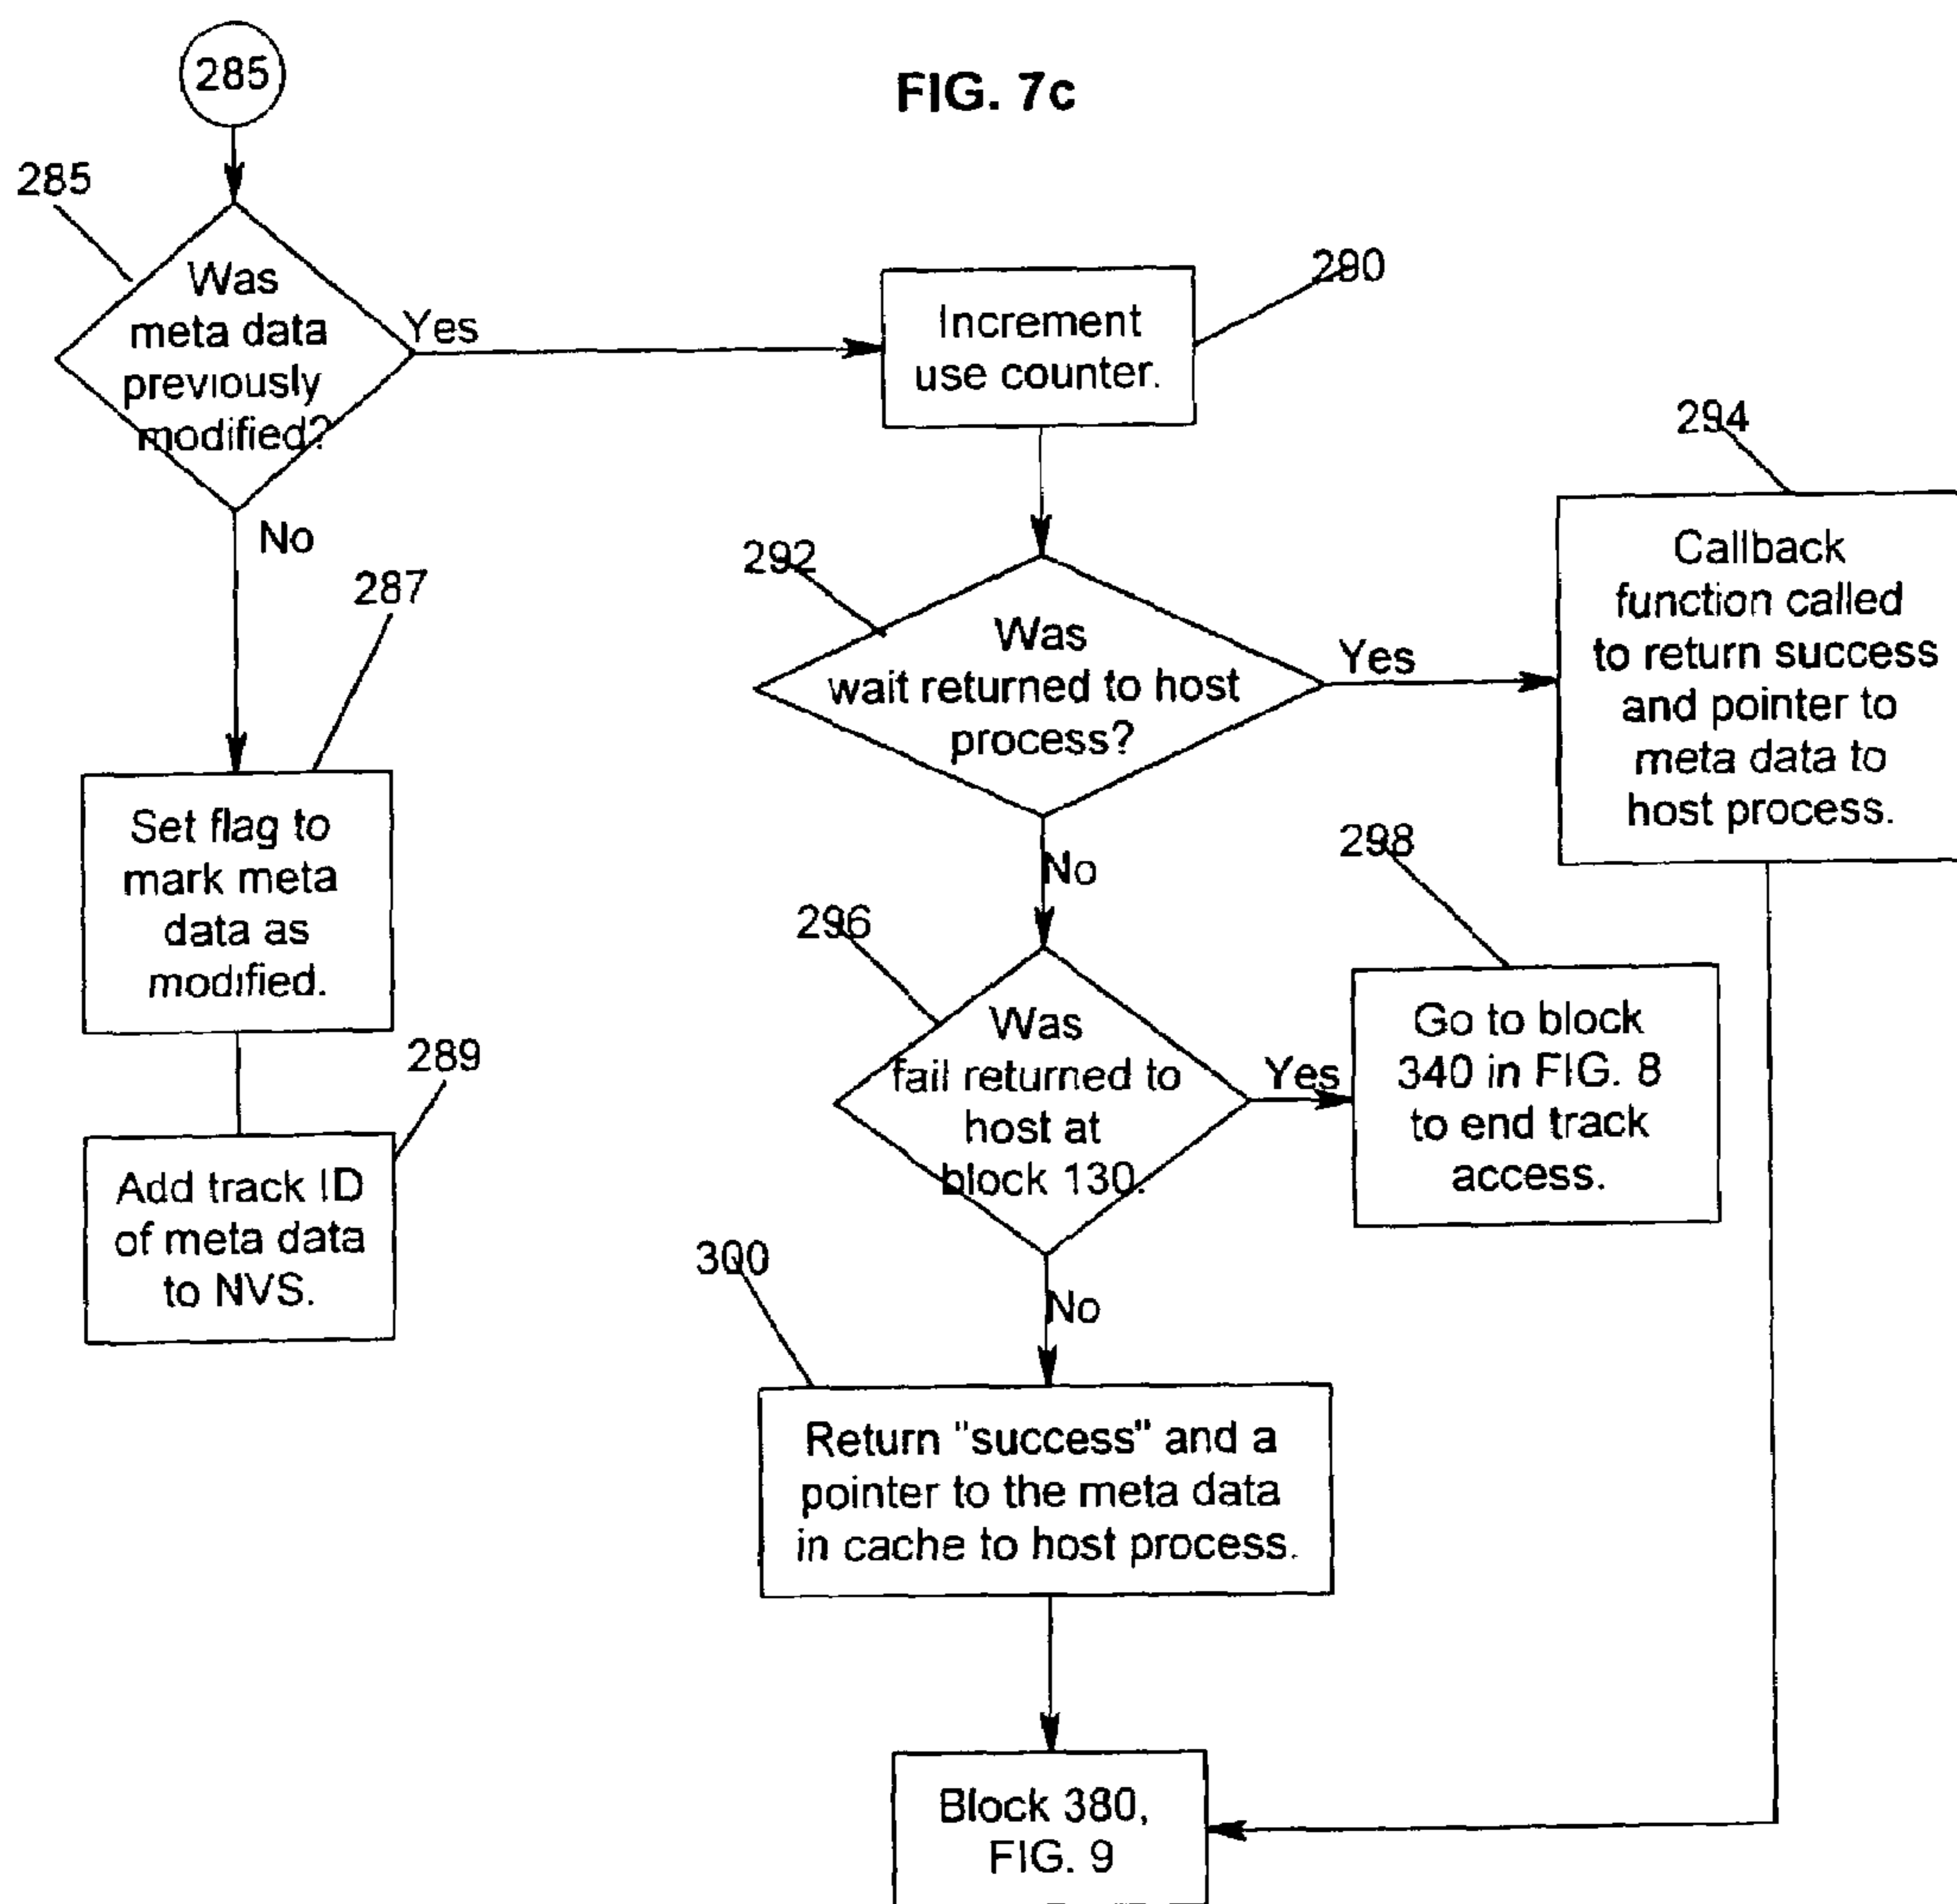 285
FIG. 7c
285
Was
meta data
previously
modified?
Yes
No
280
Increment
use counter.
287
Set flag to
mark meta
data as
modified.
289
Add track ID
of meta data
to NVS.
292
Was
wait returned to host
process?
Yes
No
294
Callback
function called
to return success
and pointer to
meta data to
host process.
296
Was
fail returned to
host at
block 130.
Yes
No
298
Go to block
340 in FIG. 8
to end track
access.
300
Return "success" and a
pointer to the meta data
in cache to host process.
Block 380,
FIG. 9